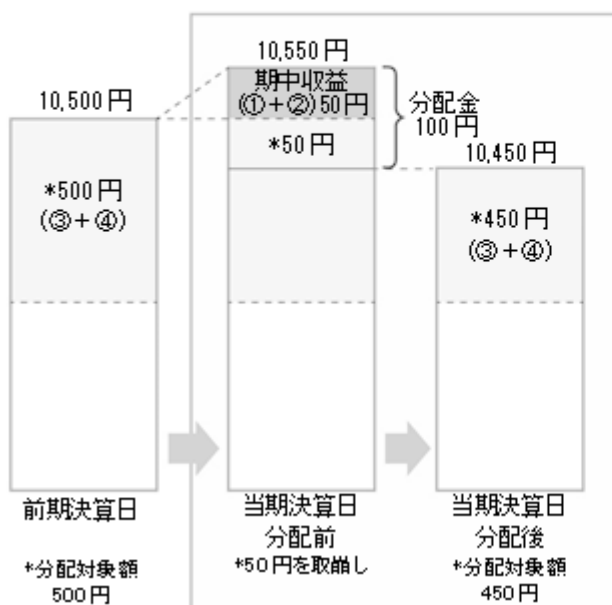 10,500円
*500円
(③+④)
前期決算日
*分配対象額
500円
10,550円
期中収益
(①+②)50円
*50円
分配金
100円
当期決算日
分配前
*50円を取崩し
10,450円
*450円
(③+④)
当期決算日
分配後
*分配対象額
450円